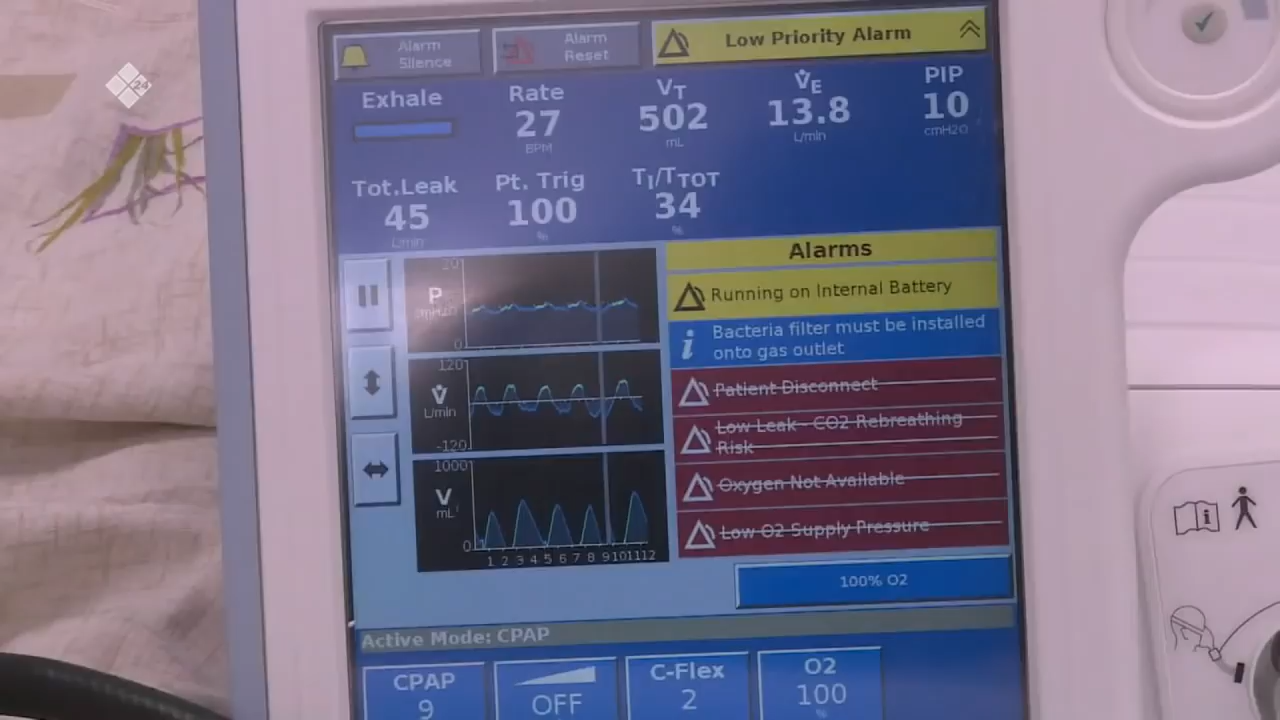 24
Alarm Silence
Alarm Reset
Low Priority Alarm
Exhale
Rate
27
BPM
VT
502
mL
V̇E
13.8
L/min
PIP
10
cmH2O
Tot.Leak
45
L/min
Pt. Trig
100
%
TI/TTOT
34
%
P
cmH2O
20
0
V̇
L/min
120
-120
V
mL
1000
0
1 2 3 4 5 6 7 8 9 10 11 12
Alarms
Running on Internal Battery
Bacteria filter must be installed
onto gas outlet
Patient Disconnect
Low Leak - CO2 Rebreathing
Risk
Oxygen Not Available
Low O2 Supply Pressure
100% O2
Active Mode: CPAP
CPAP
9
OFF
C-Flex
2
O2
100
%